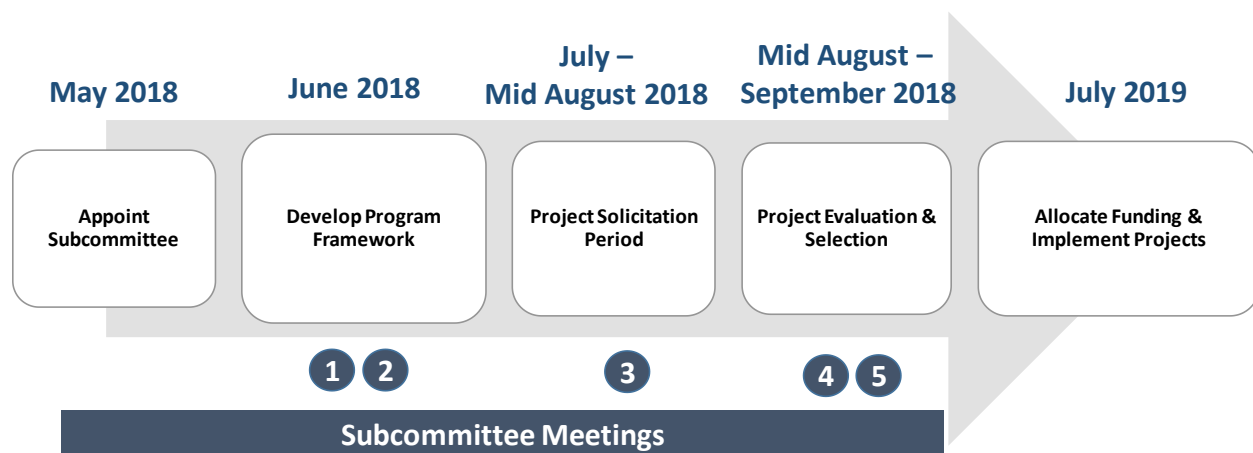 May 2018
June 2018
July –
Mid August 2018
Mid August –
September 2018
July 2019
Appoint
Subcommittee
Develop Program
Framework
Project Solicitation
Period
Project Evaluation &
Selection
Allocate Funding &
Implement Projects
1 2 3 4 5
Subcommittee Meetings